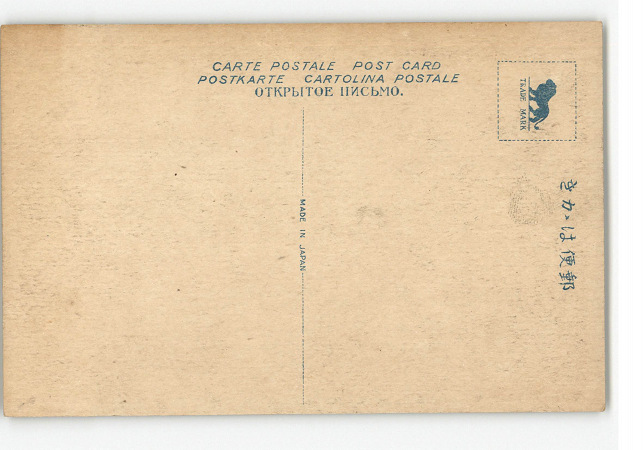 CARTE POSTALE POST CARD
POSTKARTE CARTOLINA POSTALE
ОТКРЫТОЕ ПИСЬМО.
TRADE MARK
MADE IN JAPAN
郵便はかき